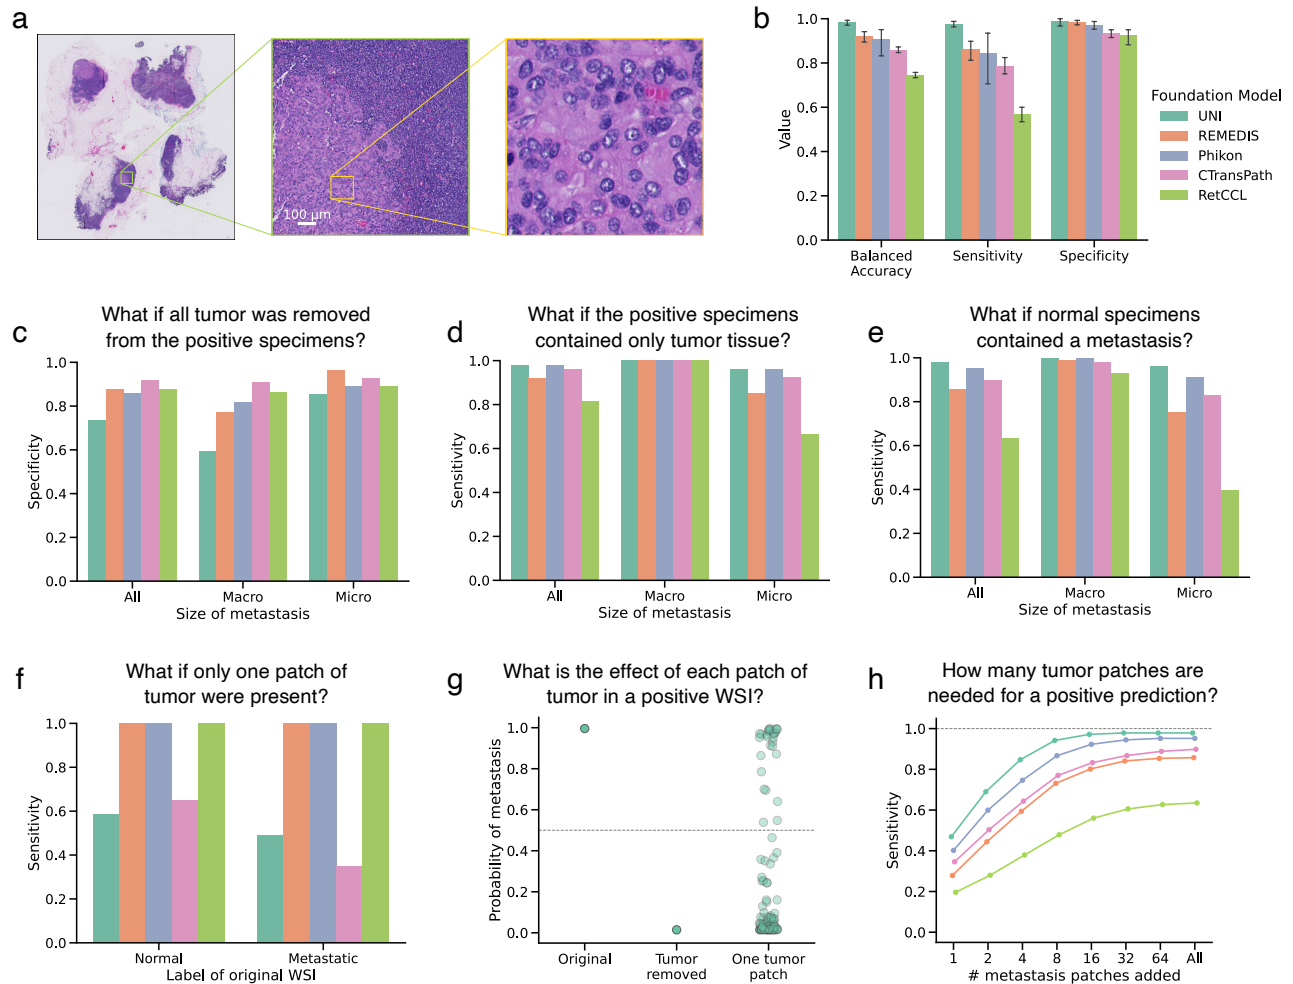 a
100 µm
b
1.0
0.8
0.6
0.4
0.2
0.0
Value
Balanced
Accuracy
Sensitivity
Specificity
Foundation Model
UNI
REMEDIS
Phikon
CTransPath
RetCCL
c
What if all tumor was removed
from the positive specimens?
1.0
0.8
0.6
0.4
0.2
0.0
Specificity
All
Macro
Micro
Size of metastasis
d
What if the positive specimens
contained only tumor tissue?
1.0
0.8
0.6
0.4
0.2
0.0
Sensitivity
All
Macro
Micro
Size of metastasis
e
What if normal specimens
contained a metastasis?
1.0
0.8
0.6
0.4
0.2
0.0
Sensitivity
All
Macro
Micro
Size of metastasis
f
What if only one patch of
tumor were present?
1.0
0.8
0.6
0.4
0.2
0.0
Sensitivity
Normal
Metastatic
Label of original WSI
g
What is the effect of each patch of
tumor in a positive WSI?
1.0
0.8
0.6
0.4
0.2
0.0
Probability of metastasis
Original
Tumor
removed
One tumor
patch
h
How many tumor patches are
needed for a positive prediction?
1.0
0.8
0.6
0.4
0.2
0.0
Sensitivity
1 2 4 8 16 32 64 All
# metastasis patches added